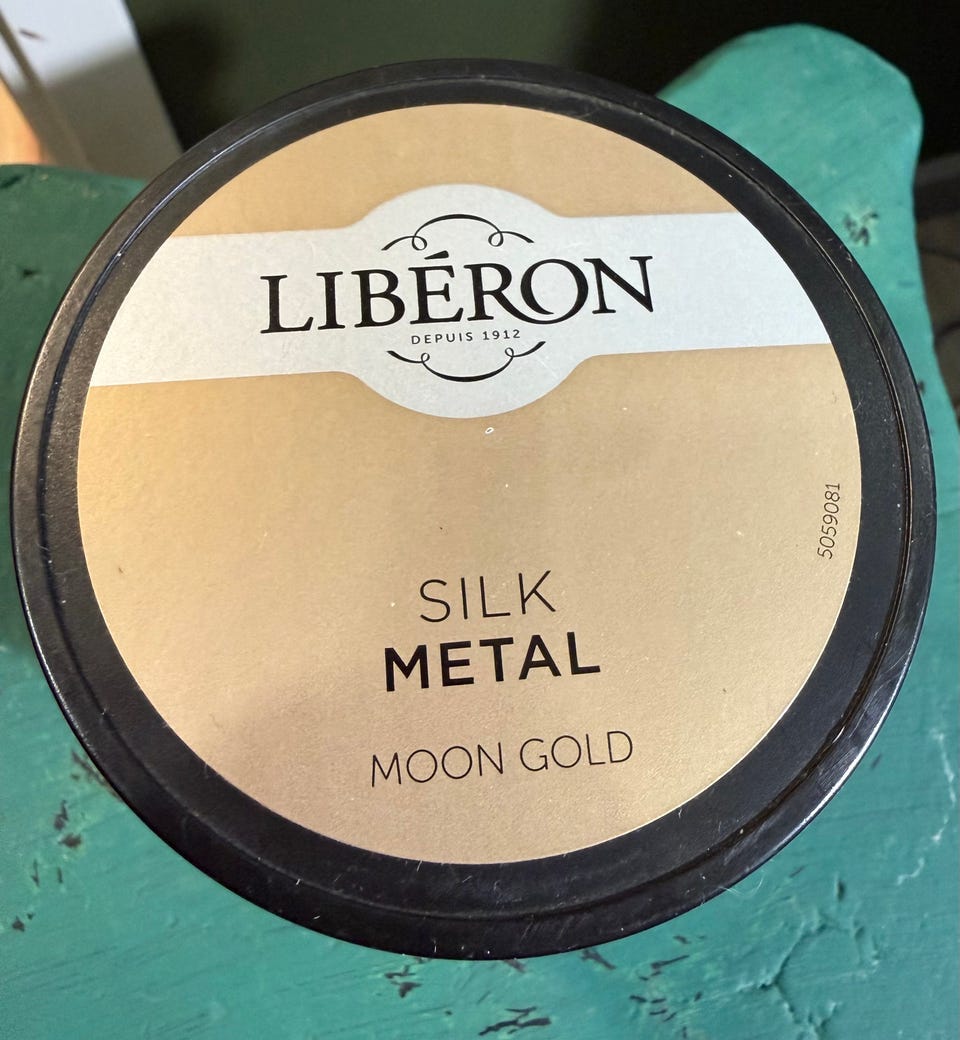 LIBÉRON
DEPUIS 1912
5059081
SILK
METAL
MOON GOLD